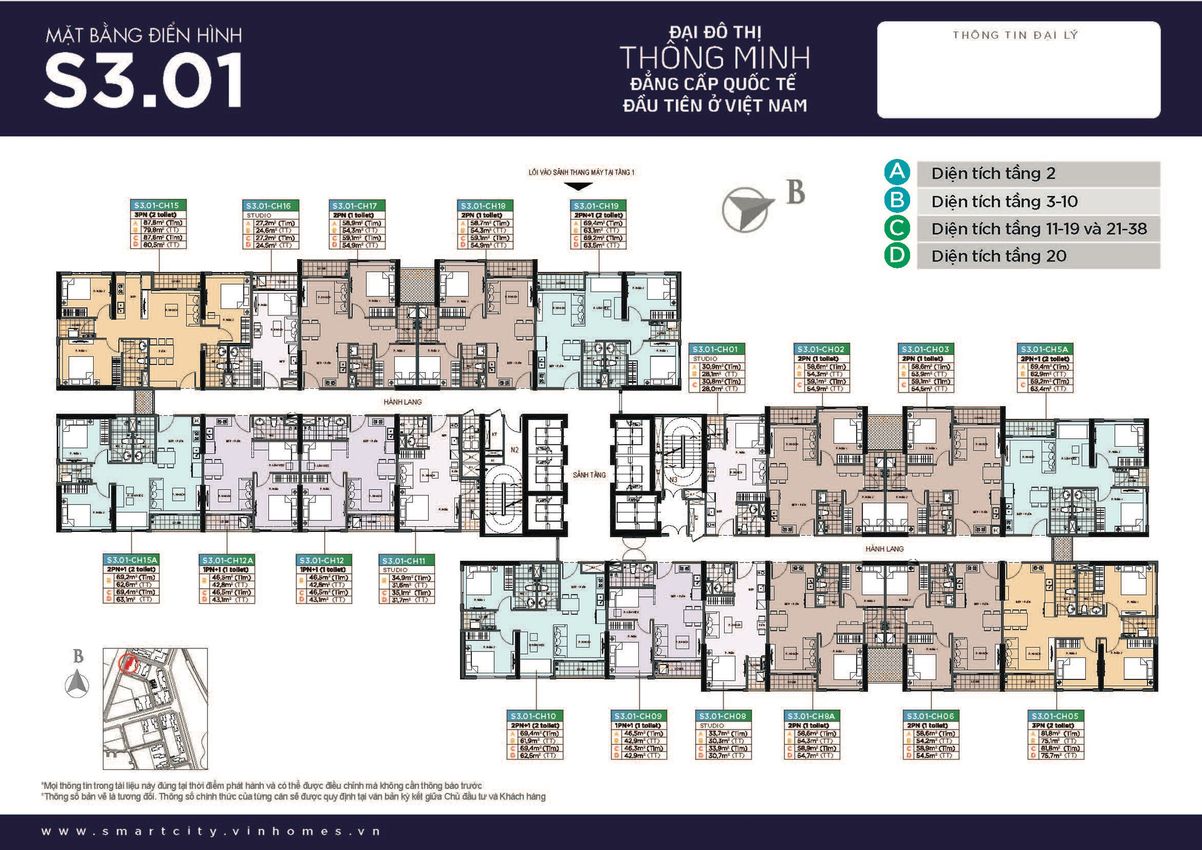 MẶT BẰNG ĐIỂN HÌNH
S3.01
ĐẠI ĐÔ THỊ
THÔNG MINH
ĐẲNG CẤP QUỐC TẾ
ĐẦU TIÊN Ở VIỆT NAM
THÔNG TIN ĐẠI LÝ
A Diện tích tầng 2
B Diện tích tầng 3-10
C Diện tích tầng 11-19 và 21-38
D Diện tích tầng 20
LỐI VÀO SẢNH THANG MÁY TẠI TẦNG 1
B
S3.01-CH15
3PN (2 toilet)
A 87,8m² (Tim)
B 79,8m² (TT)
C 87,6m² (Tim)
D 80,5m² (TT)
S3.01-CH16
STUDIO
A 27,2m² (Tim)
B 24,6m² (TT)
C 27,2m² (Tim)
D 24,5m² (TT)
S3.01-CH17
2PN (1 toilet)
A 58,9m² (Tim)
B 54,3m² (TT)
C 59,1m² (Tim)
D 54,9m² (TT)
S3.01-CH18
2PN (1 toilet)
A 58,7m² (Tim)
B 54,3m² (TT)
C 59,1m² (Tim)
D 54,9m² (TT)
S3.01-CH19
2PN+1 (2 toilet)
A 69,4m² (Tim)
B 63,1m² (TT)
C 69,2m² (Tim)
D 63,5m² (TT)
S3.01-CH01
STUDIO
30,9m² (Tim)
28,1m² (TT)
30,8m² (Tim)
28,0m² (TT)
S3.01-CH02
2PN (1 toilet)
58,6m² (Tim)
54,3m² (TT)
59,1m² (Tim)
54,9m² (TT)
S3.01-CH03
2PN (1 toilet)
58,6m² (Tim)
53,9m² (TT)
59,1m² (Tim)
54,5m² (TT)
S3.01-CH5A
2PN+1 (2 toilet)
69,4m² (Tim)
62,9m² (TT)
69,2m² (Tim)
63,4m² (TT)
HÀNH LANG
N2
SẢNH TẦNG
N3
HÀNH LANG
S3.01-CH15A
2PN+1 (2 toilet)
69,2m² (Tim)
62,6m² (TT)
69,4m² (Tim)
63,1m² (TT)
S3.01-CH12A
1PN+1 (1 toilet)
46,5m² (Tim)
42,8m² (TT)
46,5m² (Tim)
43,1m² (TT)
S3.01-CH12
1PN+1 (1 toilet)
46,5m² (Tim)
42,8m² (TT)
46,5m² (Tim)
43,1m² (TT)
S3.01-CH11
STUDIO
34,9m² (Tim)
31,6m² (TT)
35,1m² (Tim)
31,7m² (TT)
B
S3.01-CH10
2PN+1 (2 toilet)
A 69,4m² (Tim)
B 61,9m² (TT)
C 69,4m² (Tim)
D 62,6m² (TT)
S3.01-CH09
1PN+1 (1 toilet)
A 46,5m² (Tim)
B 42,9m² (TT)
C 46,3m² (Tim)
D 42,9m² (TT)
S3.01-CH08
STUDIO
A 33,7m² (Tim)
B 30,3m² (TT)
C 33,9m² (Tim)
D 30,7m² (TT)
S3.01-CH8A
2PN (1 toilet)
A 58,6m² (Tim)
B 54,3m² (TT)
C 58,9m² (Tim)
D 54,7m² (TT)
S3.01-CH06
2PN (1 toilet)
A 58,6m² (Tim)
B 54,2m² (TT)
C 58,9m² (Tim)
D 54,5m² (TT)
S3.01-CH05
3PN (2 toilet)
A 81,8m² (Tim)
B 75,1m² (TT)
C 81,8m² (Tim)
D 75,7m² (TT)
*Mọi thông tin trong tài liệu này đúng tại thời điểm phát hành và có thể được điều chỉnh mà không cần thông báo trước
*Thông số bản vẽ là tương đối. Thông số chính thức của từng căn sẽ được quy định tại văn bản ký kết giữa Chủ đầu tư và Khách hàng
www.smartcity.vinhomes.vn